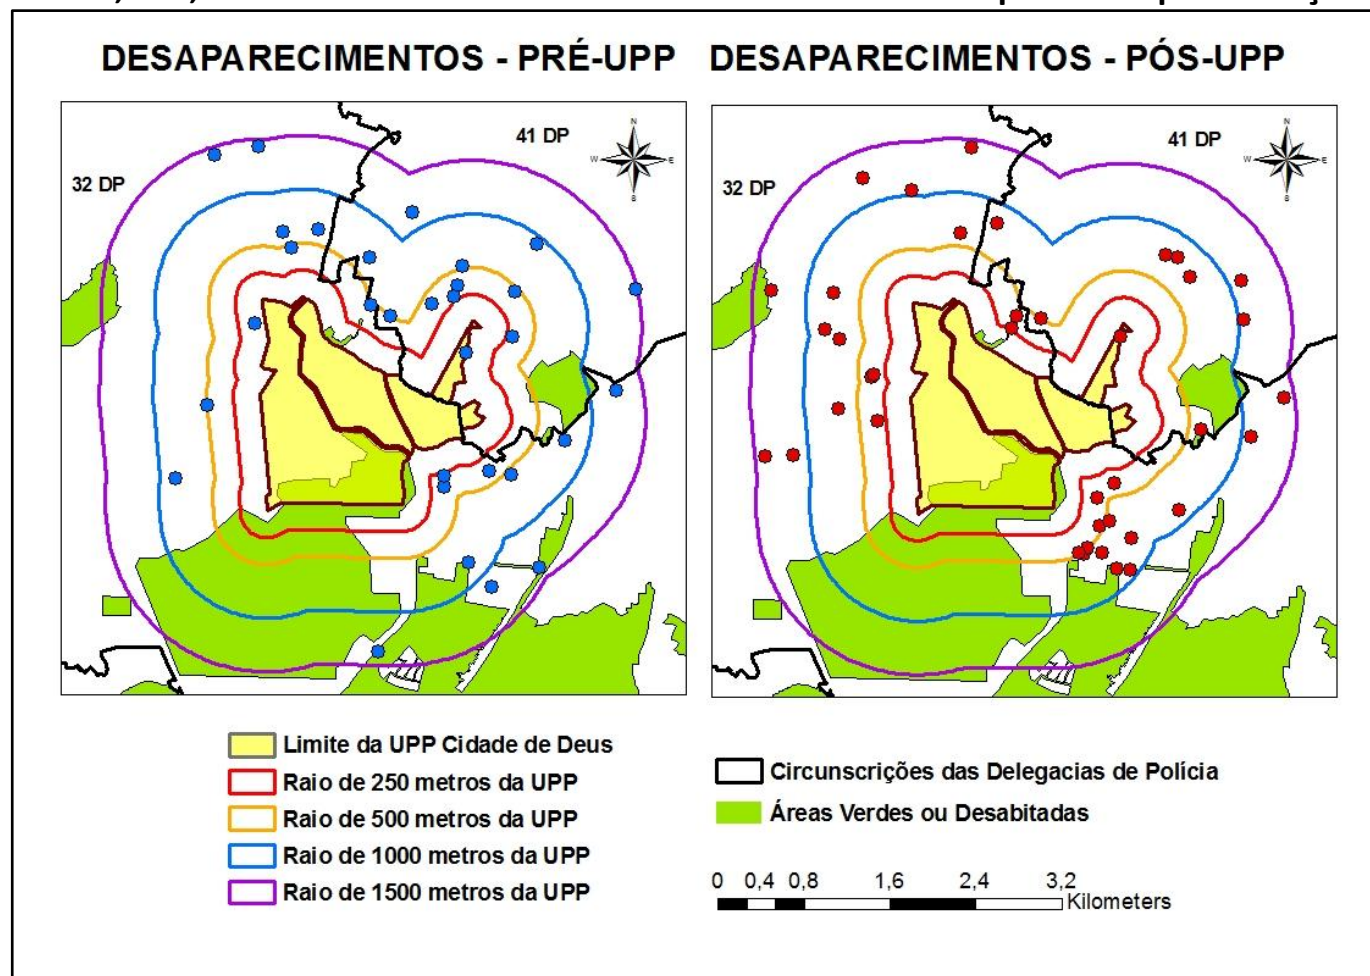 DESAPARECIMENTOS - PRÉ-UPP
DESAPARECIMENTOS - PÓS-UPP
41 DP
32 DP
N
W E
S
41 DP
32 DP
N
W E
S
Limite da UPP Cidade de Deus
Raio de 250 metros da UPP
Raio de 500 metros da UPP
Raio de 1000 metros da UPP
Raio de 1500 metros da UPP
Circunscrições das Delegacias de Polícia
Áreas Verdes ou Desabitadas
0 0,4 0,8 1,6 2,4 3,2
Kilometers